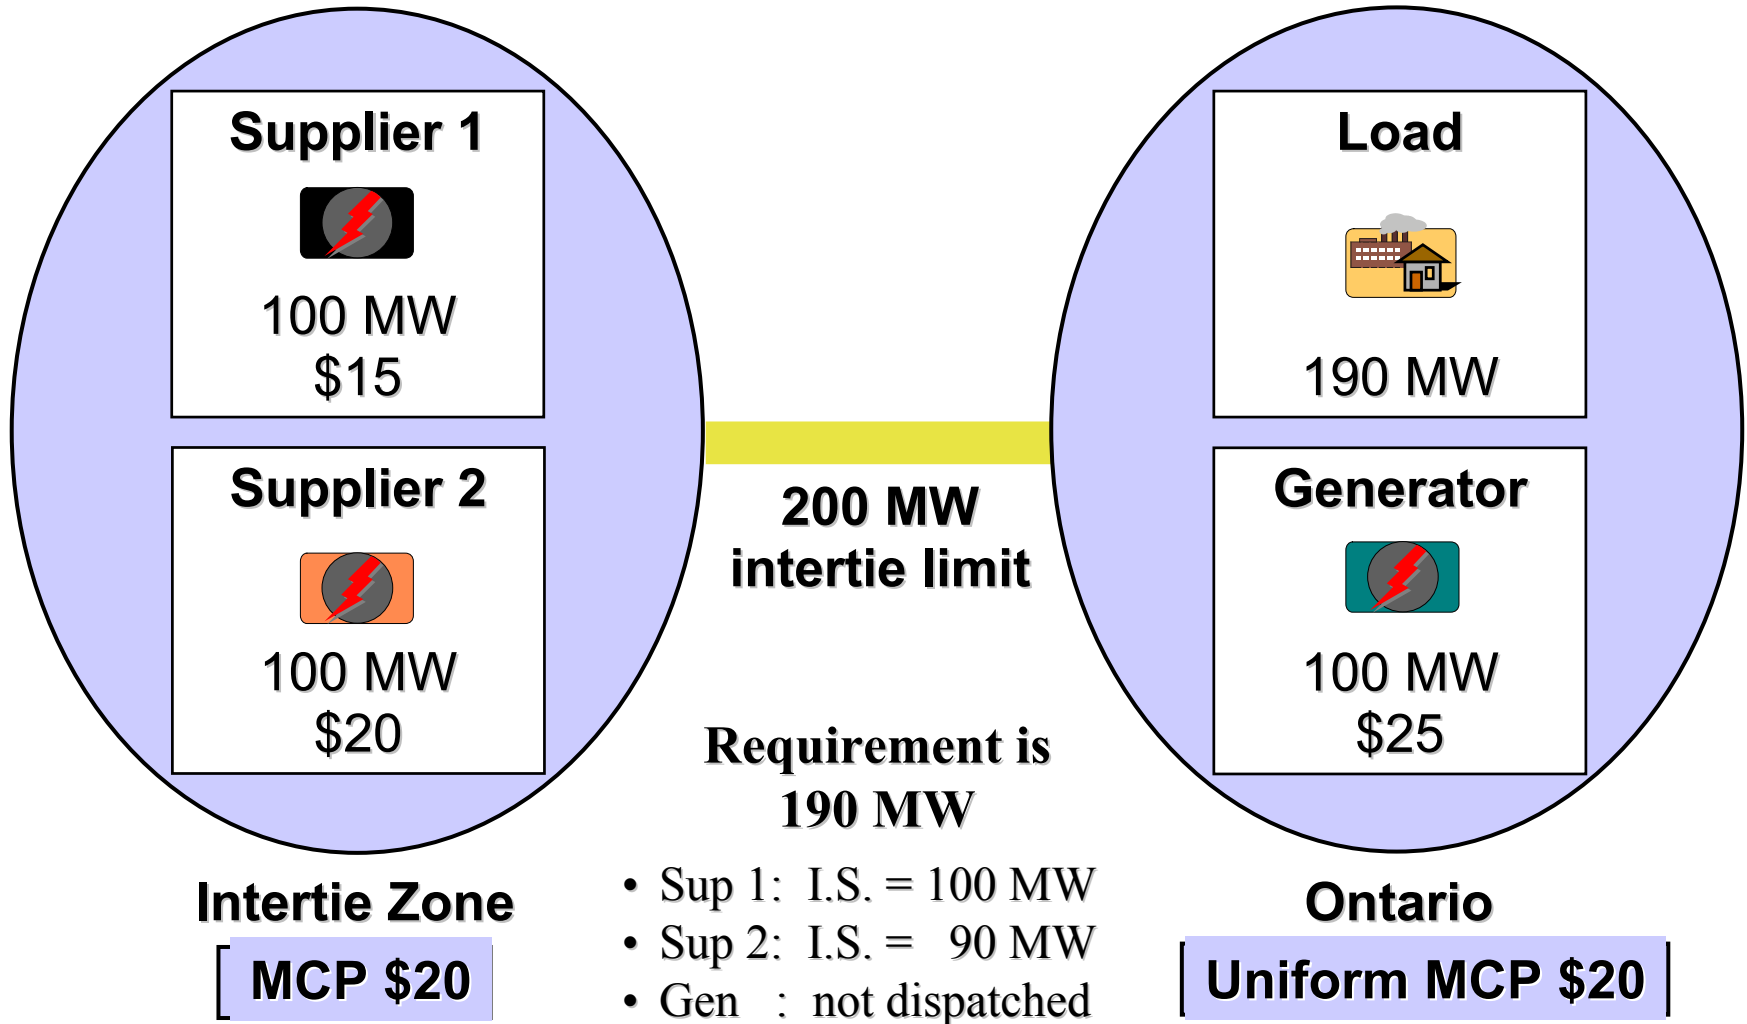 Supplier 1
100 MW
$15
Supplier 2
100 MW
$20
Intertie Zone
MCP $20
200 MW
intertie limit
Requirement is
190 MW
• Sup 1: I.S. = 100 MW
• Sup 2: I.S. = 90 MW
• Gen : not dispatched
Load
190 MW
Generator
100 MW
$25
Ontario
Uniform MCP $20